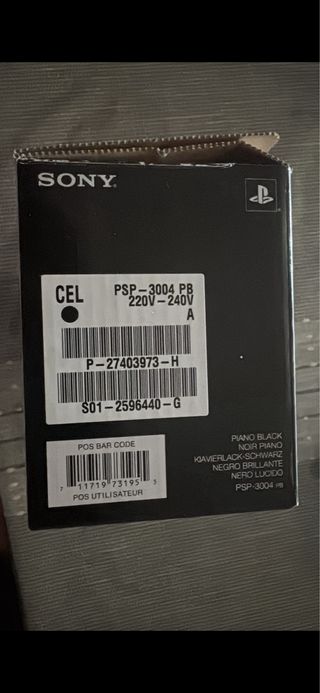 SONY
CEL
PSP-3004 PB
220V-240V
A
P-27403973-H
S01-2596440-G
POS BAR CODE
7 11719 73195 5
POS UTILISATEUR
PIANO BLACK
NOIR PIANO
KLAVIERLACK-SCHWARZ
NEGRO BRILLANTE
NERO LUCIDO
PSP-3004 PB